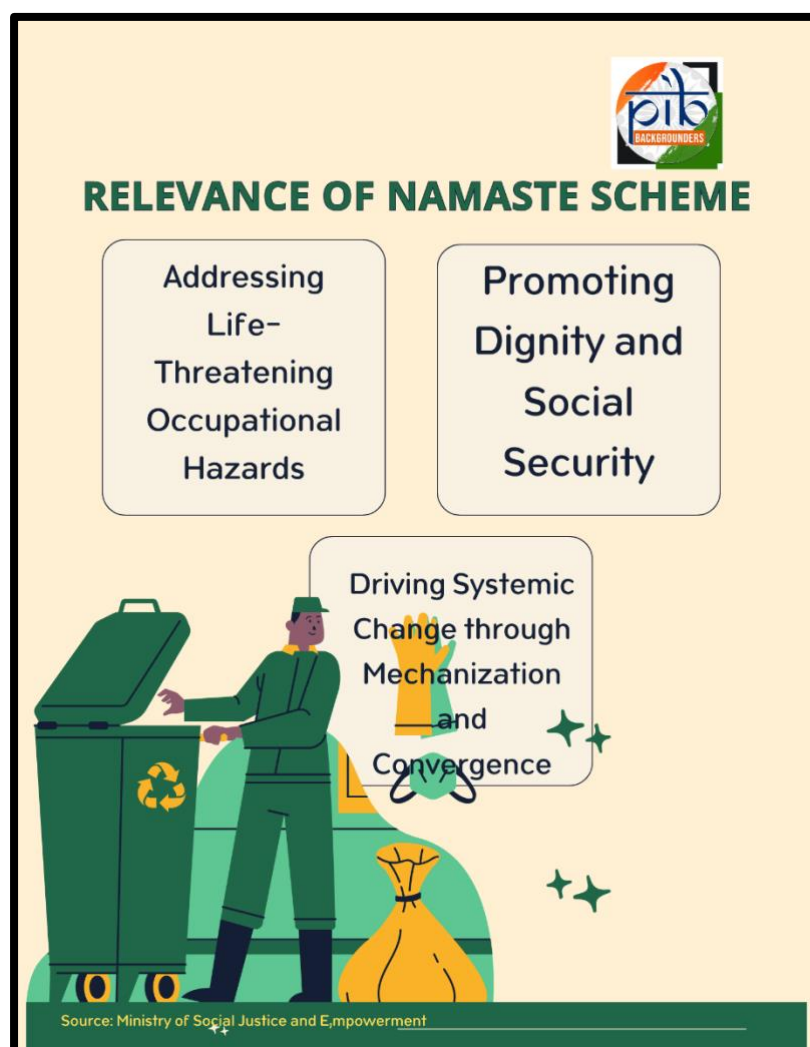 pib
BACKGROUNDERS
RELEVANCE OF NAMASTE SCHEME
Addressing
Life-
Threatening
Occupational
Hazards
Promoting
Dignity and
Social
Security
Driving Systemic
Change through
Mechanization
and
Convergence
Source: Ministry of Social Justice and E,mpowerment